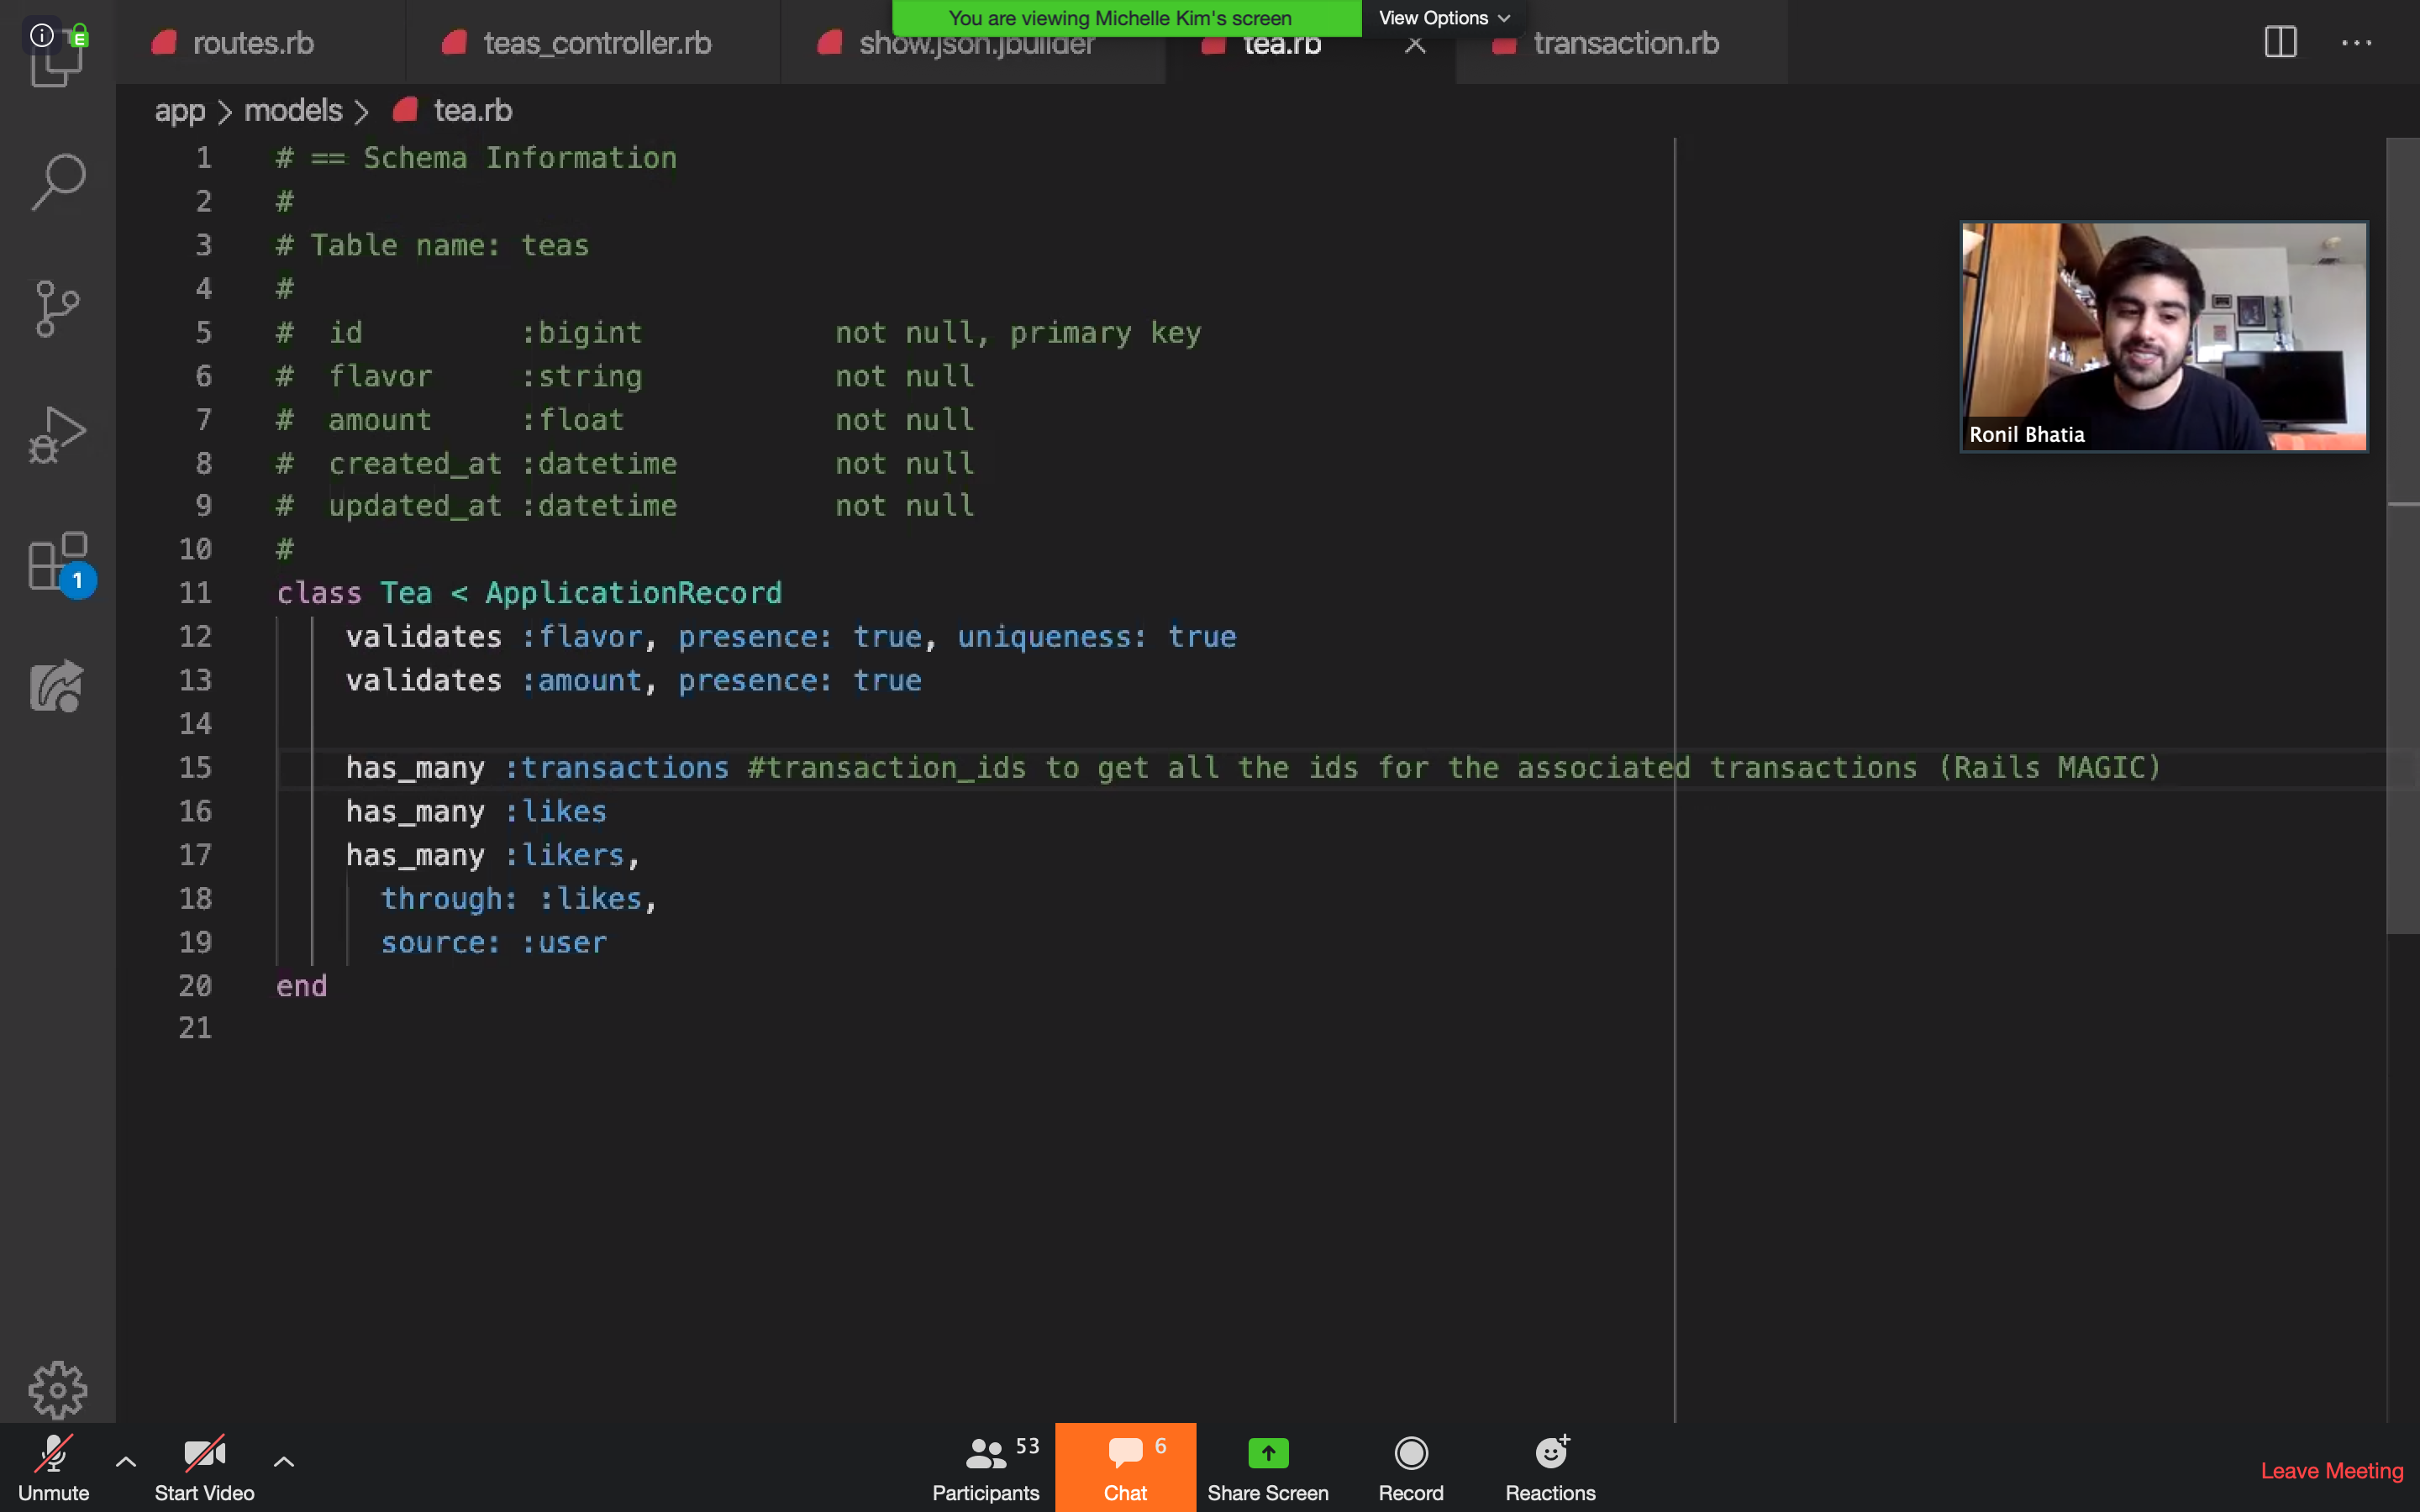 You are viewing Michelle Kim's screen View Options
routes.rb teas_controller.rb show.json.jbuilder tea.rb transaction.rb
app > models > tea.rb
1 # == Schema Information
2 #
3 # Table name: teas
4 #
5 # id :bigint not null, primary key
6 # flavor :string not null
7 # amount :float not null
8 # created_at :datetime not null
9 # updated_at :datetime not null
10 #
11 class Tea < ApplicationRecord
12 validates :flavor, presence: true, uniqueness: true
13 validates :amount, presence: true
14
15 has_many :transactions #transaction_ids to get all the ids for the associated transactions (Rails MAGIC)
16 has_many :likes
17 has_many :likers,
18 through: :likes,
19 source: :user
20 end
21
1
Ronil Bhatia
53 6
Unmute Start Video Participants Chat Share Screen Record Reactions Leave Meeting